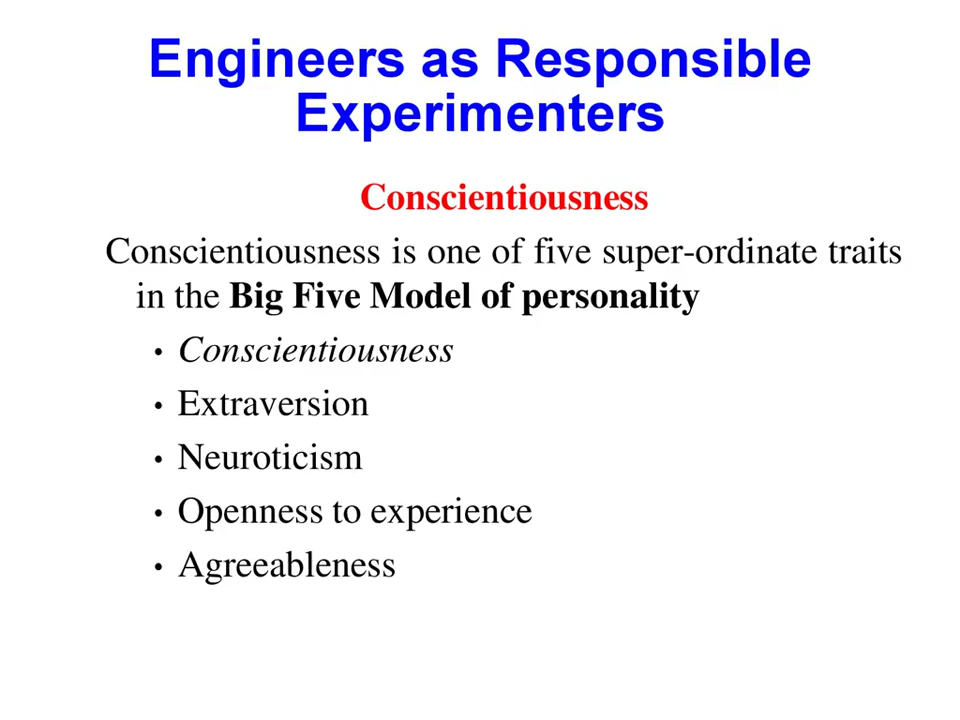 Engineers as Responsible
Experimenters
Conscientiousness
Conscientiousness is one of five super-ordinate traits
in the Big Five Model of personality
• Conscientiousness
• Extraversion
• Neuroticism
• Openness to experience
• Agreeableness